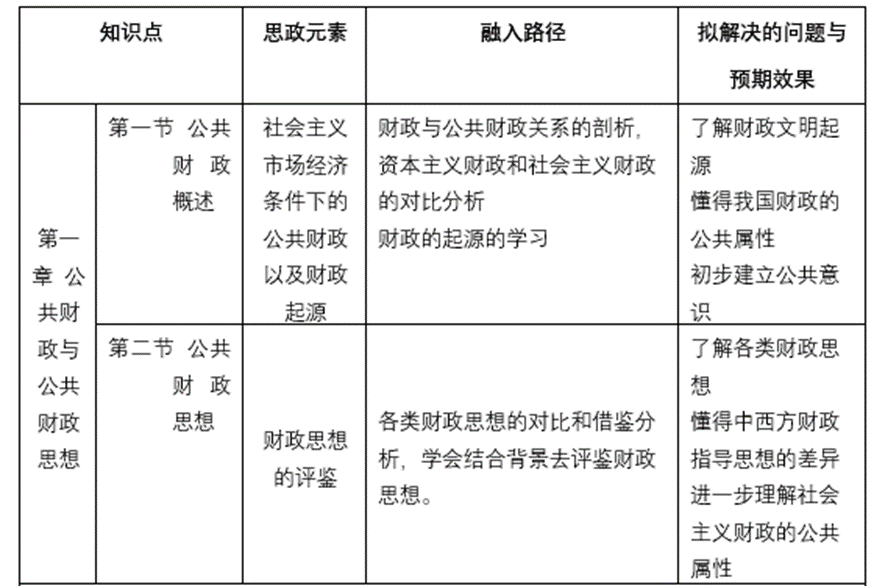 知识点
思政元素
融入路径
拟解决的问题与
预期效果
第一
章 公
共财
政与
公共
财政
思想
第一节 公共
财 政
概述
社会主义
市场经济
条件下的
公共财政
以及财政
起源
财政与公共财政关系的剖析，
资本主义财政和社会主义财政
的对比分析
财政的起源的学习
了解财政文明起
源
懂得我国财政的
公共属性
初步建立公共意
识
第二节 公共
财 政
思想
财政思想
的评鉴
各类财政思想的对比和借鉴分
析，学会结合背景去评鉴财政
思想。
了解各类财政思
想
懂得中西方财政
指导思想的差异
进一步理解社会
主义财政的公共
属性